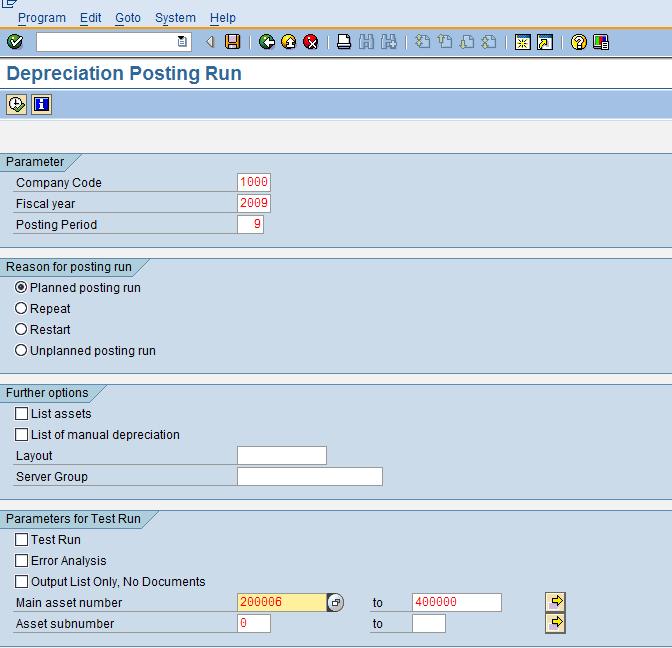 Program Edit Goto System Help
Depreciation Posting Run
Parameter
Company Code 1000
Fiscal year 2009
Posting Period 9
Reason for posting run
Planned posting run
Repeat
Restart
Unplanned posting run
Further options
List assets
List of manual depreciation
Layout
Server Group
Parameters for Test Run
Test Run
Error Analysis
Output List Only, No Documents
Main asset number 200006 to 400000
Asset subnumber 0 to